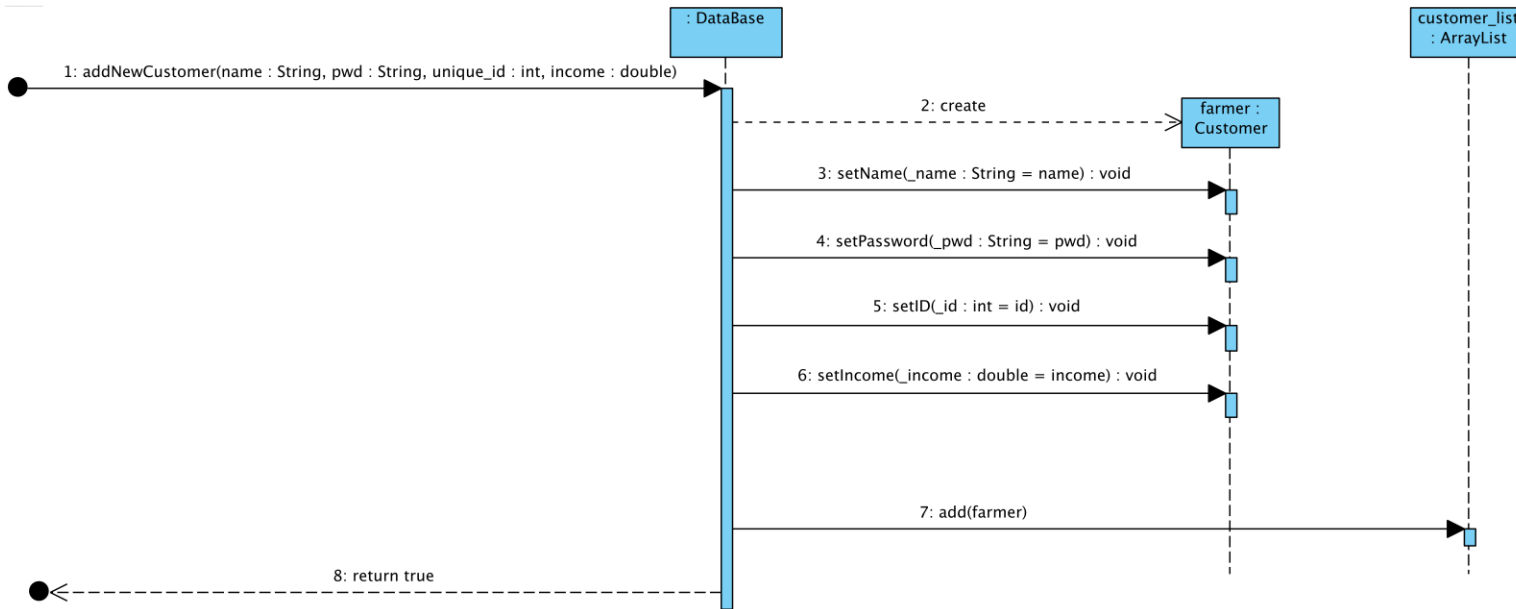 : DataBase
customer_list
: ArrayList
1: addNewCustomer(name : String, pwd : String, unique_id : int, income : double)
2: create
farmer :
Customer
3: setName(_name : String = name) : void
4: setPassword(_pwd : String = pwd) : void
5: setID(_id : int = id) : void
6: setIncome(_income : double = income) : void
7: add(farmer)
8: return true